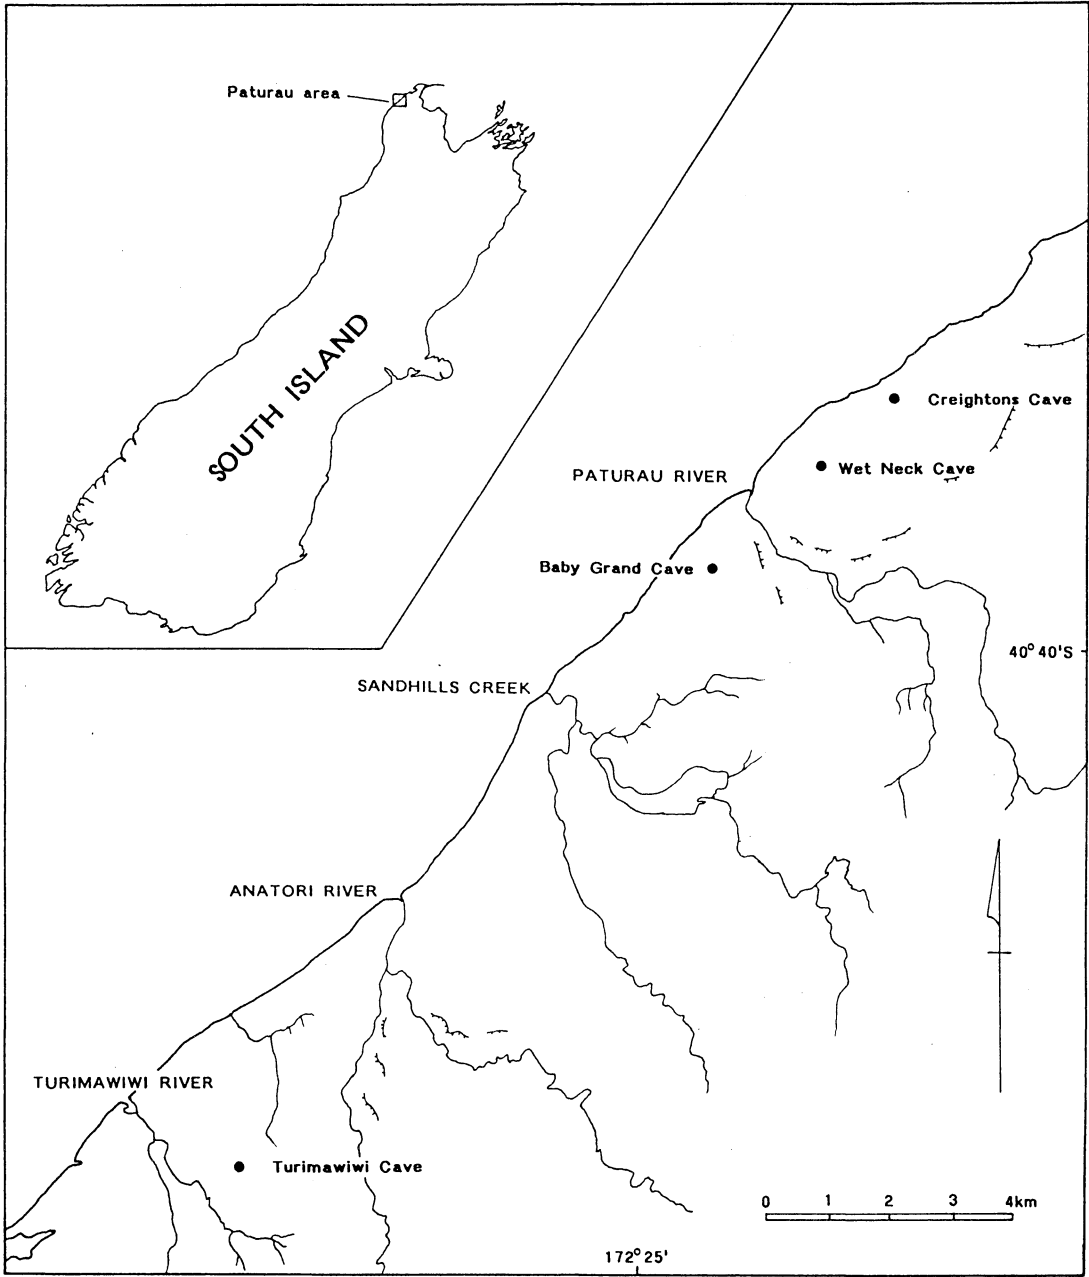 Paturau area
SOUTH ISLAND
Creightons Cave
PATURAU RIVER
Wet Neck Cave
Baby Grand Cave
40°40'S
SANDHILLS CREEK
ANATORI RIVER
TURIMAWIWI RIVER
Turimawiwi Cave
0 1 2 3 4km
172°25'